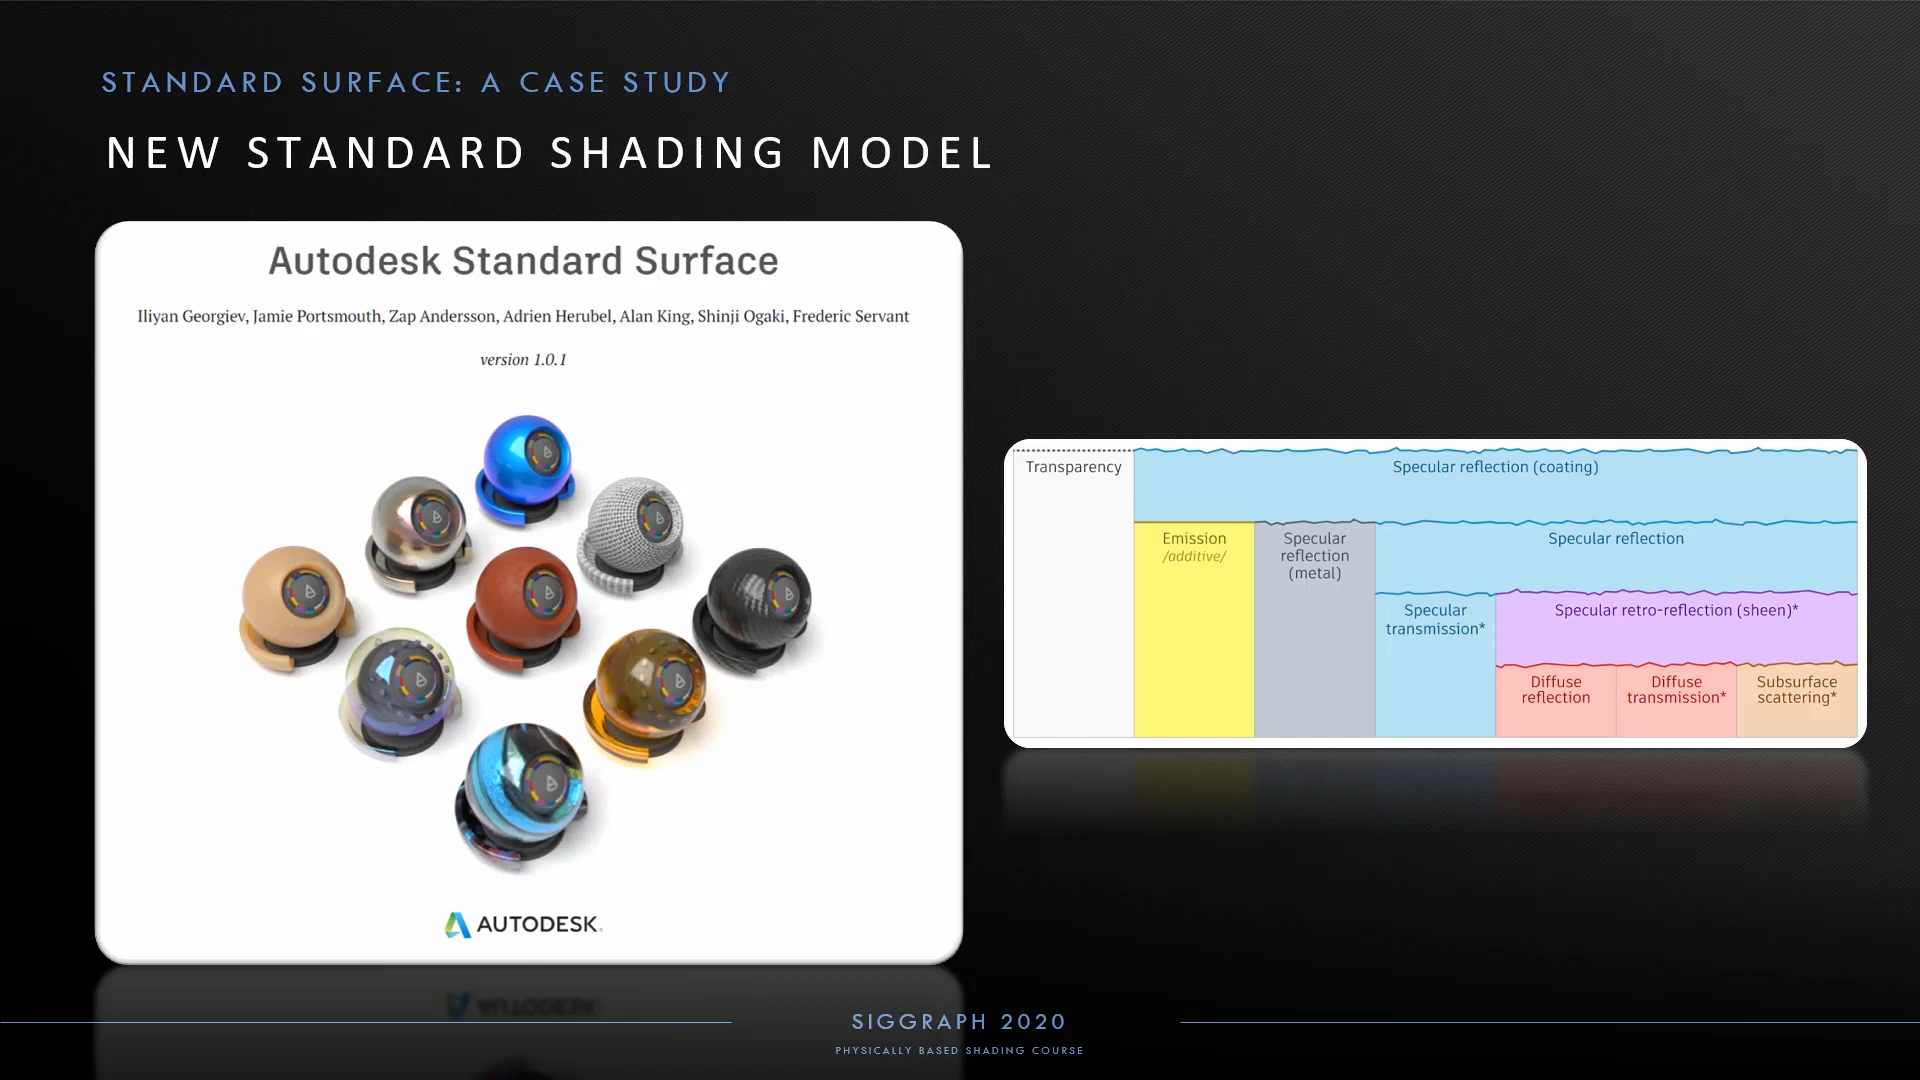 STANDARD SURFACE: A CASE STUDY
NEW STANDARD SHADING MODEL
Autodesk Standard Surface
Iliyan Georgiev, Jamie Portsmouth, Zap Andersson, Adrien Herubel, Alan King, Shinji Ogaki, Frederic Servant
version 1.0.1
AUTODESK.
Transparency
Specular reflection (coating)
Emission
/additive/
Specular
reflection
(metal)
Specular reflection
Specular
transmission*
Specular retro-reflection (sheen)*
Diffuse
reflection
Diffuse
transmission*
Subsurface
scattering*
SIGGRAPH 2020
PHYSICALLY BASED SHADING COURSE